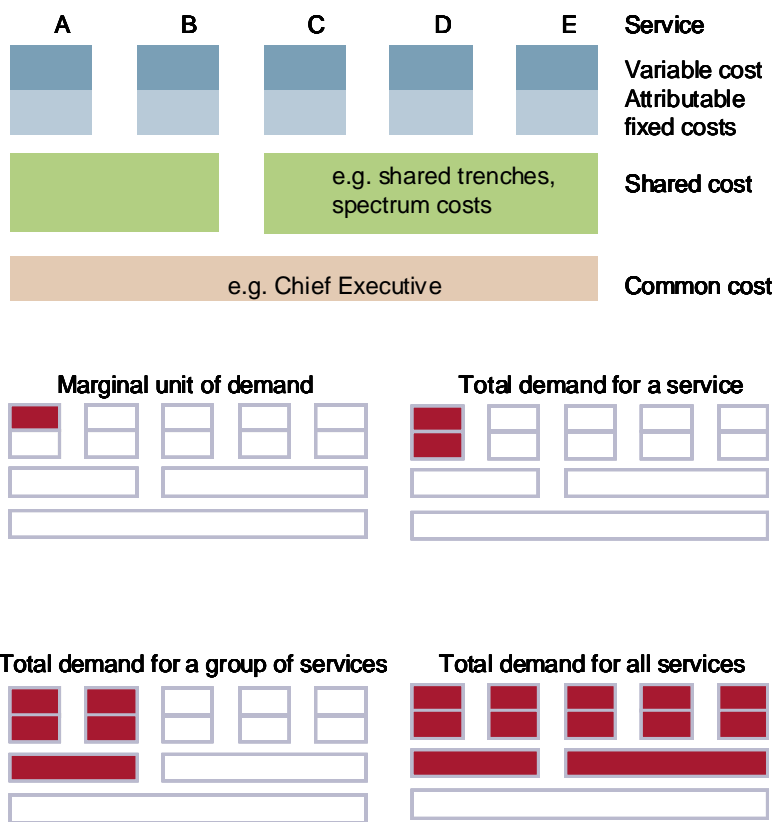 A B C D E Service
Variable cost
Attributable
fixed costs
e.g. shared trenches,
spectrum costs
Shared cost
e.g. Chief Executive
Common cost
Marginal unit of demand
Total demand for a service
Total demand for a group of services
Total demand for all services